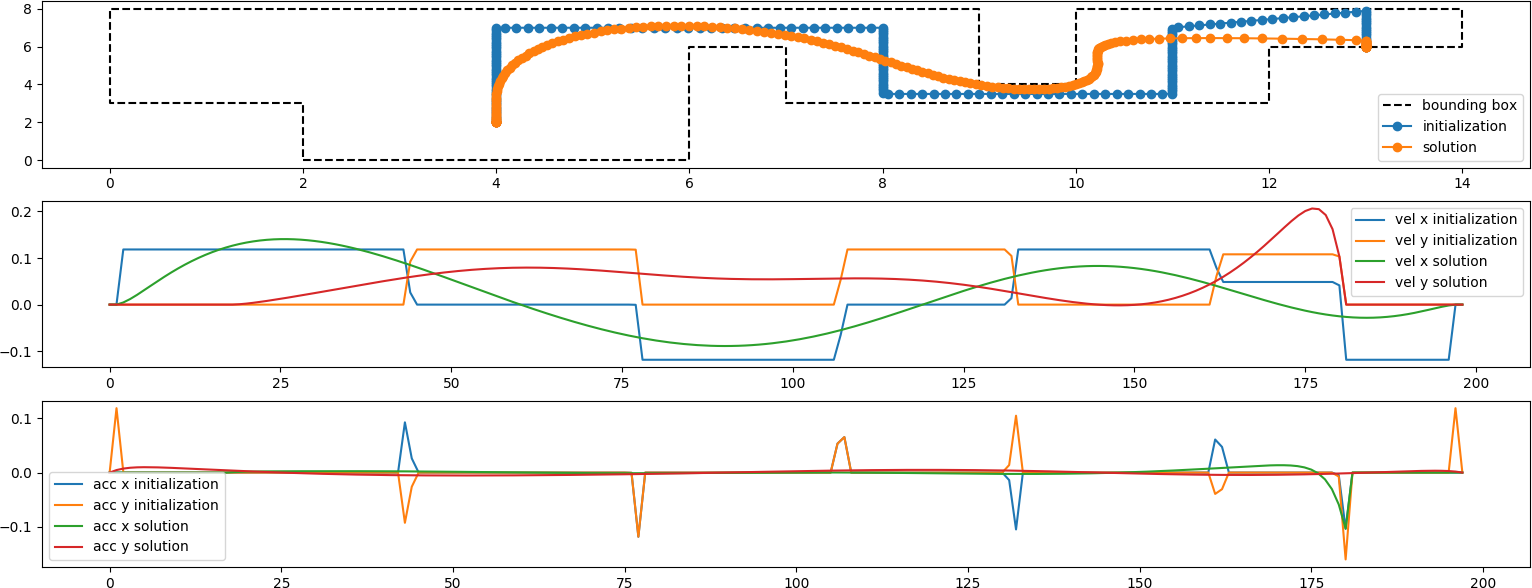 8
6
4
2
0
bounding box
initialization
solution
0 2 4 6 8 10 12 14
0.2
0.1
0.0
−0.1
vel x initialization
vel y initialization
vel x solution
vel y solution
0 25 50 75 100 125 150 175 200
0.1
0.0
−0.1
acc x initialization
acc y initialization
acc x solution
acc y solution
0 25 50 75 100 125 150 175 200